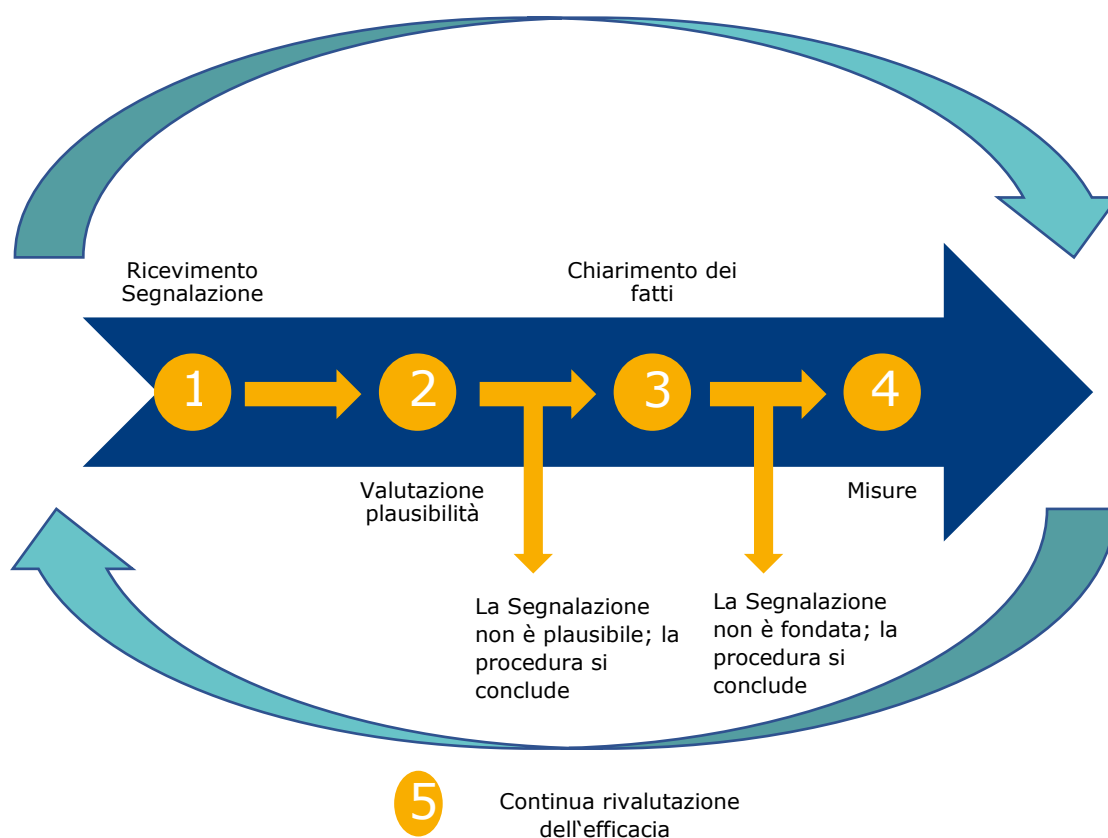 Ricevimento
Segnalazione
Chiarimento dei
fatti
1
2
3
4
Valutazione
plausibilità
Misure
La Segnalazione
non è plausibile; la
procedura si
conclude
La Segnalazione
non è fondata; la
procedura si
conclude
5
Continua rivalutazione
dell‘efficacia